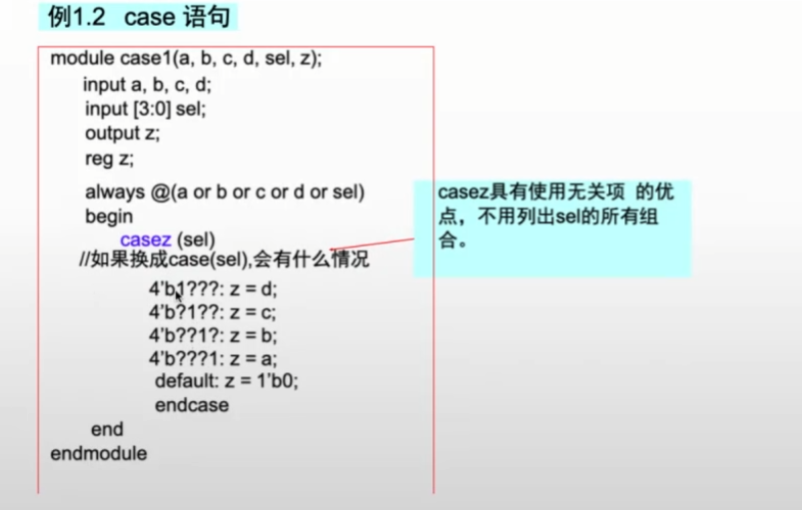 例1.2 case 语句
module case1(a, b, c, d, sel, z);
input a, b, c, d;
input [3:0] sel;
output z;
reg z;
always @(a or b or c or d or sel)
begin
casez (sel)
//如果换成case(sel),会有什么情况
4'b1???: z = d;
4'b?1??: z = c;
4'b??1?: z = b;
4'b???1: z = a;
default: z = 1'b0;
endcase
end
endmodule
casez具有使用无关项 的优
点，不用列出sel的所有组
合。